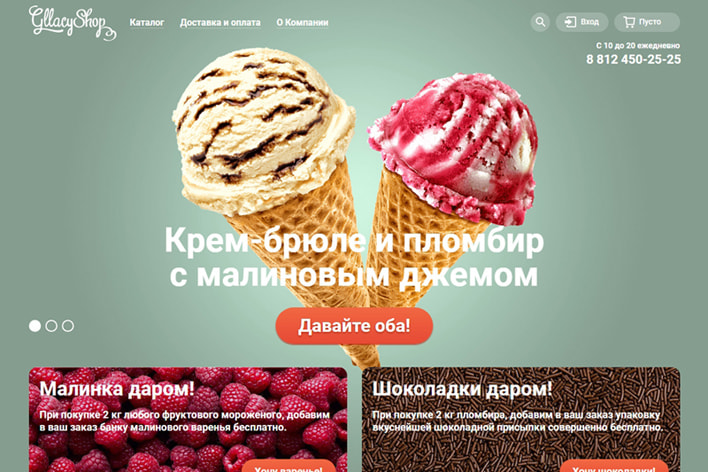 GllacyShop
Каталог Доставка и оплата О Компании
Вход
Пусто
С 10 до 20 ежедневно
8 812 450-25-25
Крем-брюле и пломбир
с малиновым джемом
Давайте оба!
Малинка даром!
При покупке 2 кг любого фруктового мороженого, добавим
в ваш заказ банку малинового варенья бесплатно.
Хочу варенье!
Шоколадки даром!
При покупке 2 кг пломбира, добавим в ваш заказ упаковку
вкуснейшей шоколадной присыпки совершенно бесплатно.
Хочу шоколадки!